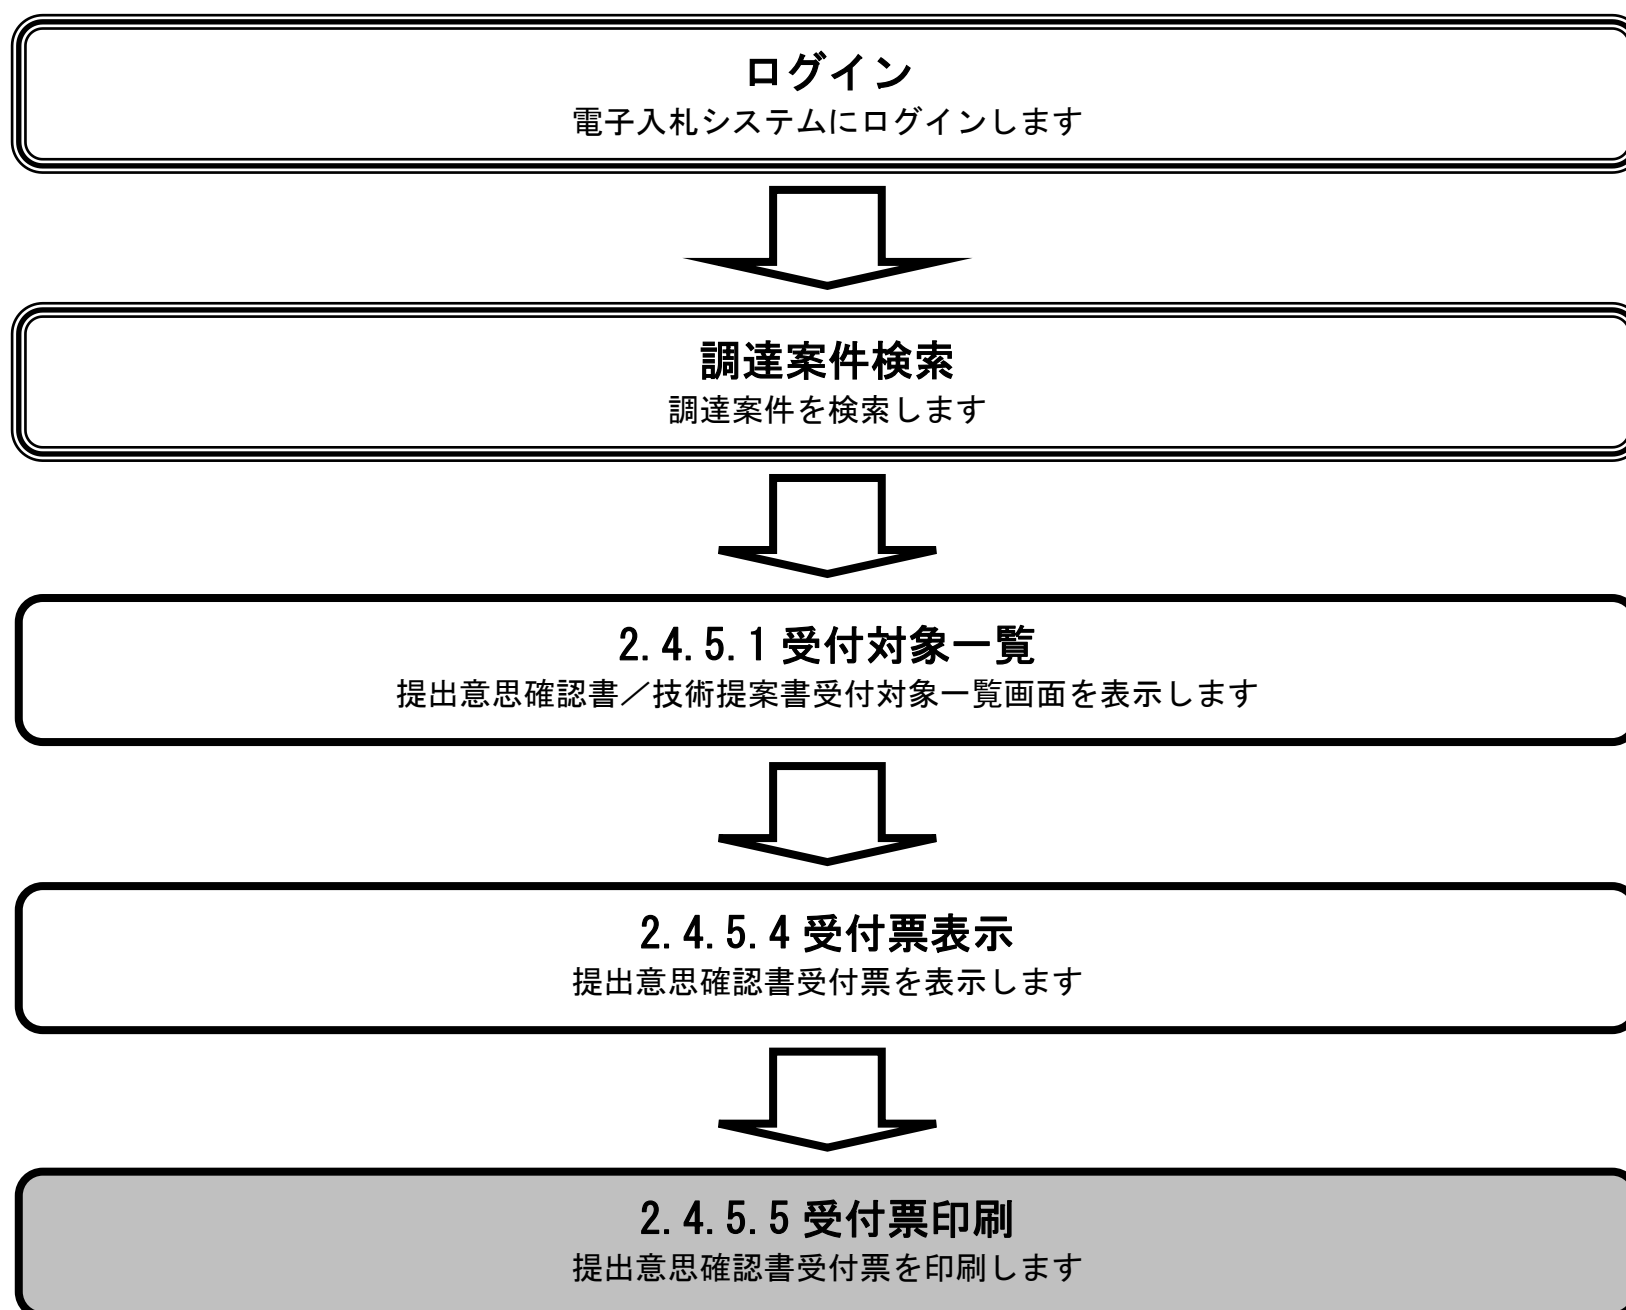 ログイン
電子入札システムにログインします
調達案件検索
調達案件を検索します
2.4.5.1 受付対象一覧
提出意思確認書／技術提案書受付対象一覧画面を表示します
2.4.5.4 受付票表示
提出意思確認書受付票を表示します
2.4.5.5 受付票印刷
提出意思確認書受付票を印刷します